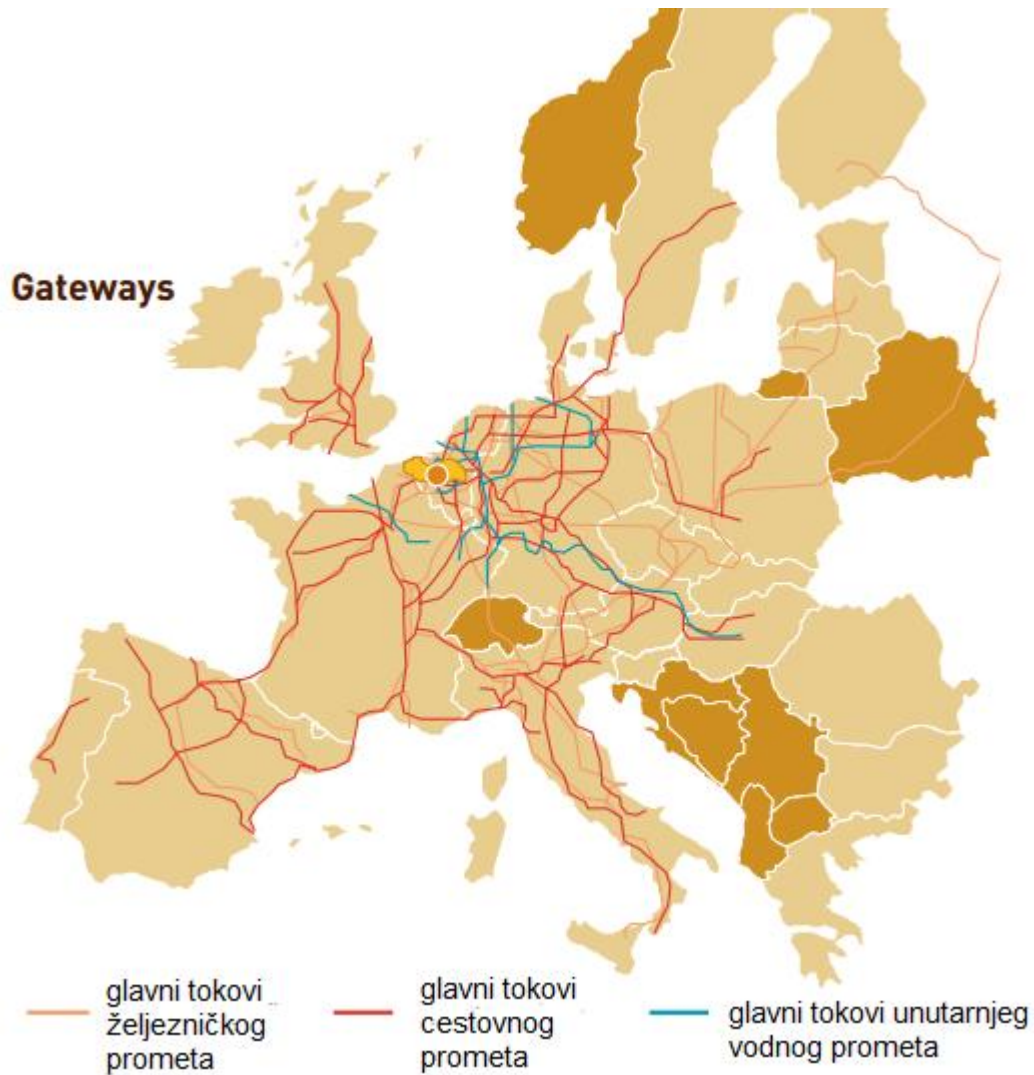 Gateways
glavni tokovi
željezničkog
prometa
glavni tokovi
cestovnog
prometa
glavni tokovi unutarnjeg
vodnog prometa